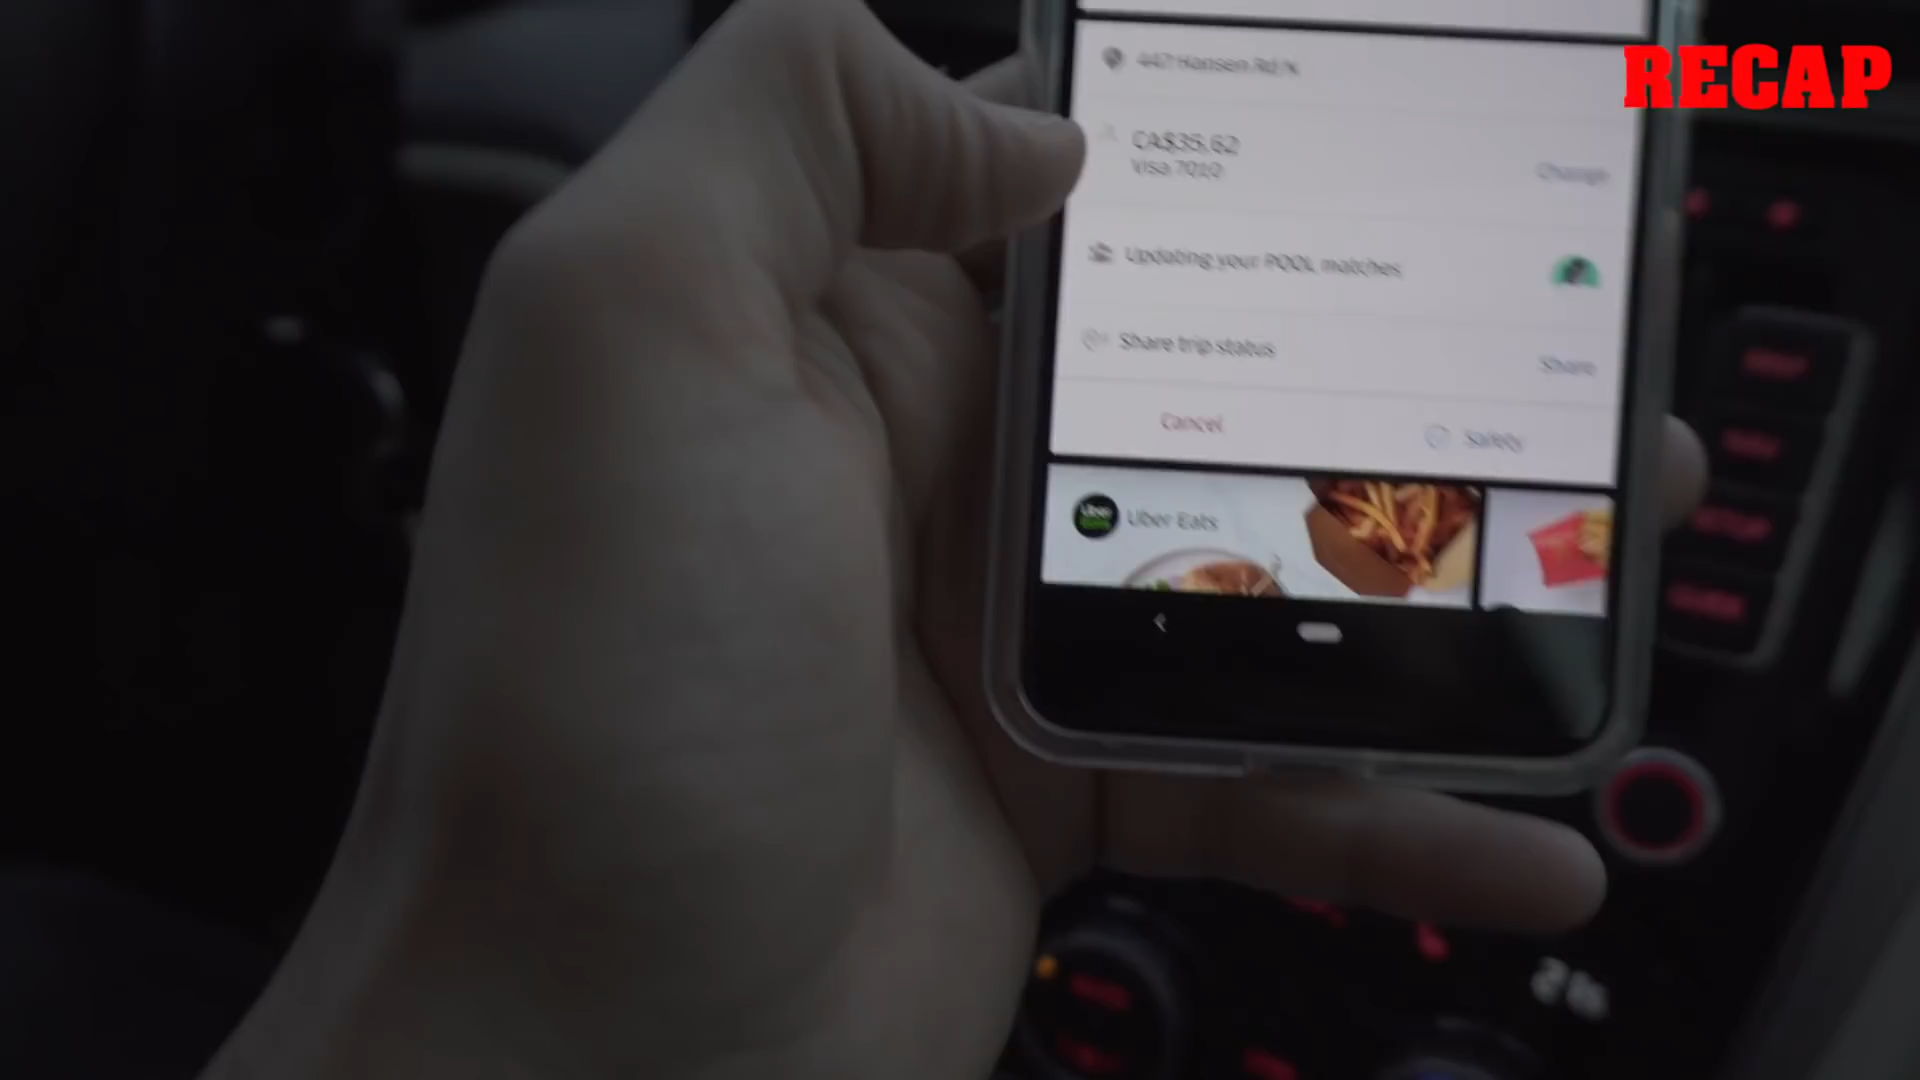 RECAP
447 Hansen Rd N
CA$35.62
Visa 7010
Change
Updating your POOL matches
Share trip status
Share
Cancel
Safety
Uber
Uber Eats